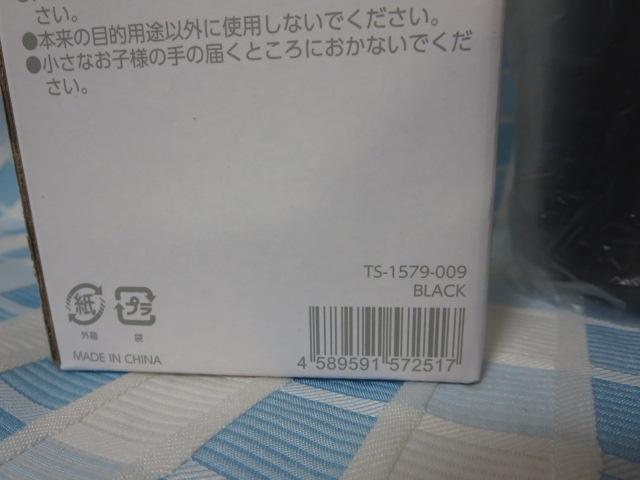 さい。
●本来の目的用途以外に使用しないでください。
●小さなお子様の手の届くところにおかないでくだ
さい。
TS-1579-009
BLACK
紙 プラ
外箱 袋
MADE IN CHINA
4 589591 572517